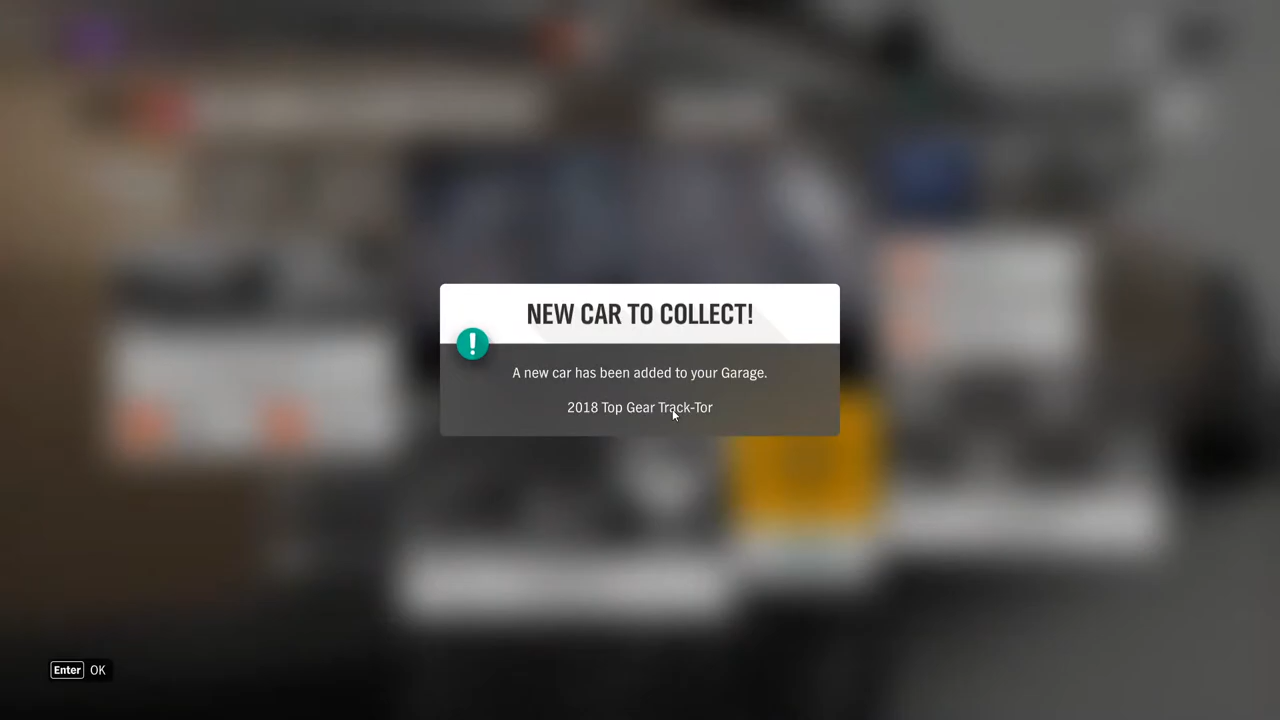 NEW CAR TO COLLECT!
!
A new car has been added to your Garage.
2018 Top Gear Track-Tor
Enter OK